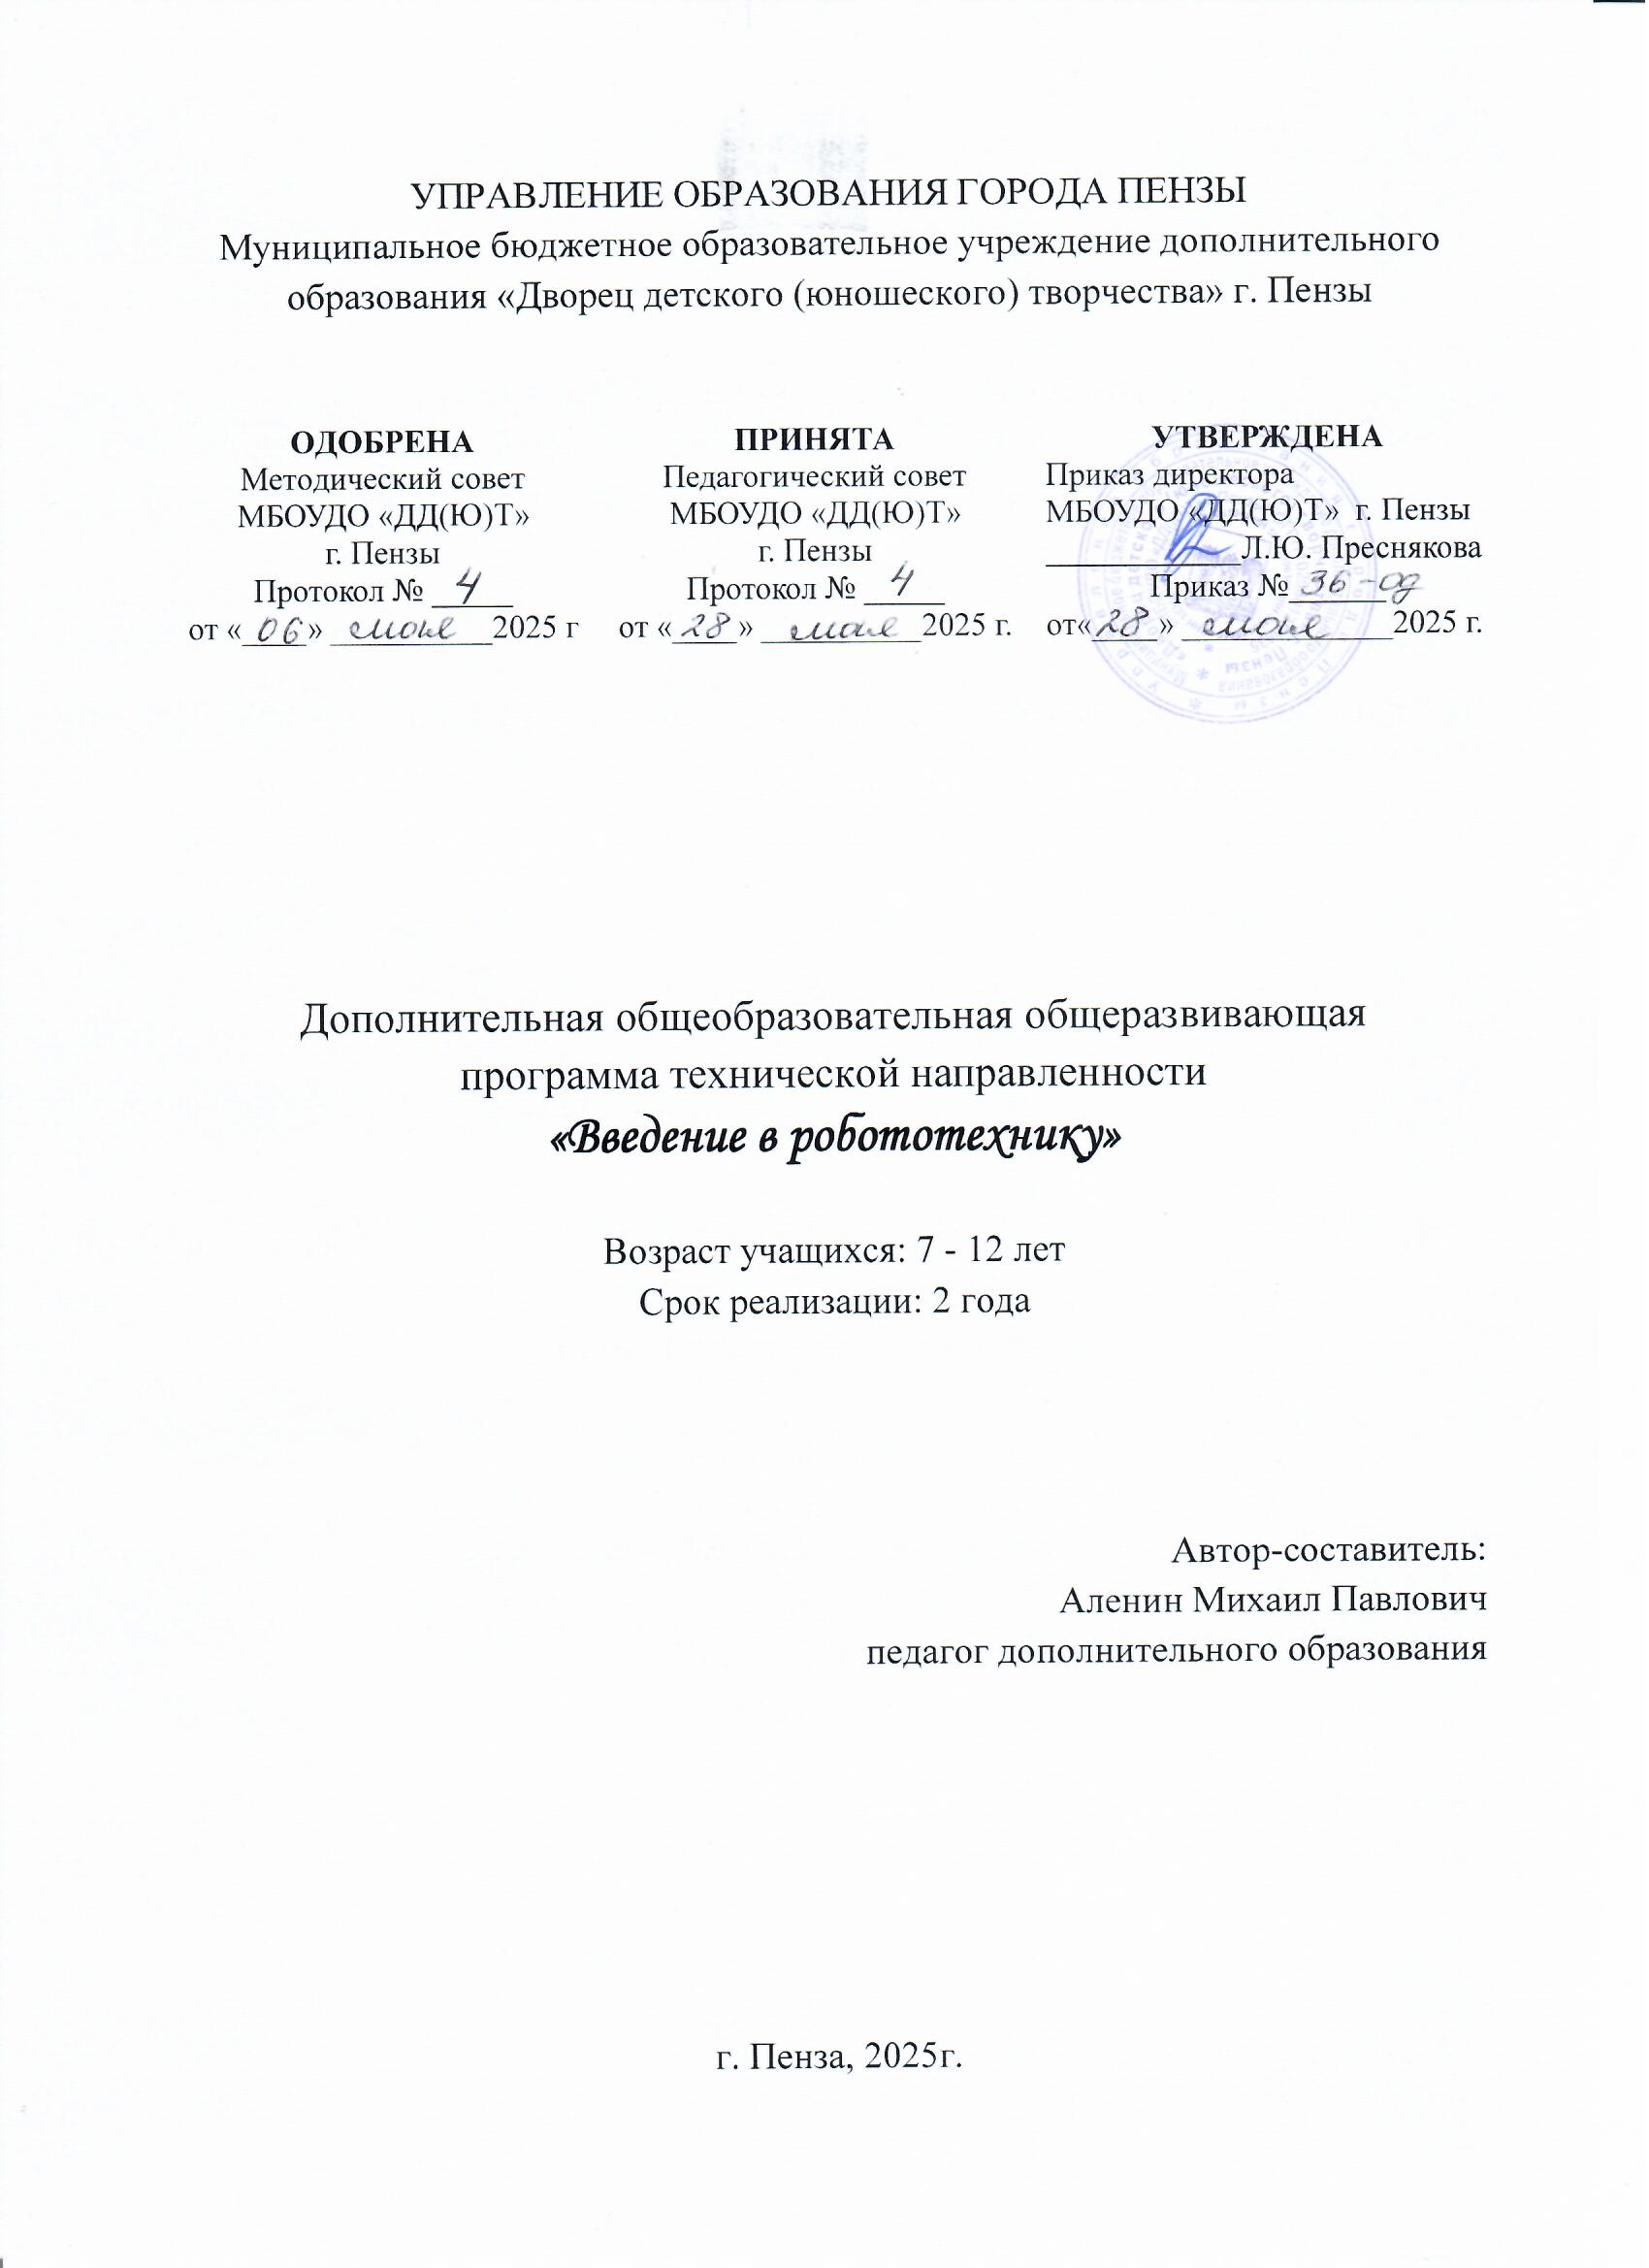 УПРАВЛЕНИЕ ОБРАЗОВАНИЯ ГОРОДА ПЕНЗЫ
Муниципальное бюджетное образовательное учреждение дополнительного
образования «Дворец детского (юношеского) творчества» г. Пензы
ОДОБРЕНА
Методический совет
МБОУДО «ДД(Ю)Т»
г. Пензы
Протокол № 4
от «06» мая 2025 г
ПРИНЯТА
Педагогический совет
МБОУДО «ДД(Ю)Т»
г. Пензы
Протокол № 4
от «28» мая 2025 г.
УТВЕРЖДЕНА
Приказ директора
МБОУДО «ДД(Ю)Т» г. Пензы
Л.Ю. Преснякова
Приказ № 36-од
от«28» мая 2025 г.
Дополнительная общеобразовательная общеразвивающая
программа технической направленности
«Введение в робототехнику»
Возраст учащихся: 7 - 12 лет
Срок реализации: 2 года
Автор-составитель:
Аленин Михаил Павлович
педагог дополнительного образования
г. Пенза, 2025г.